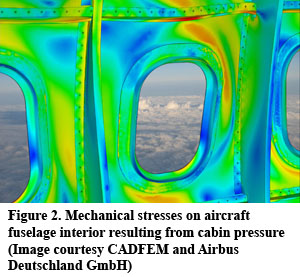 Figure 2. Mechanical stresses on aircraft
fuselage interior resulting from cabin pressure
(Image courtesy CADFEM and Airbus
Deutschland GmbH)